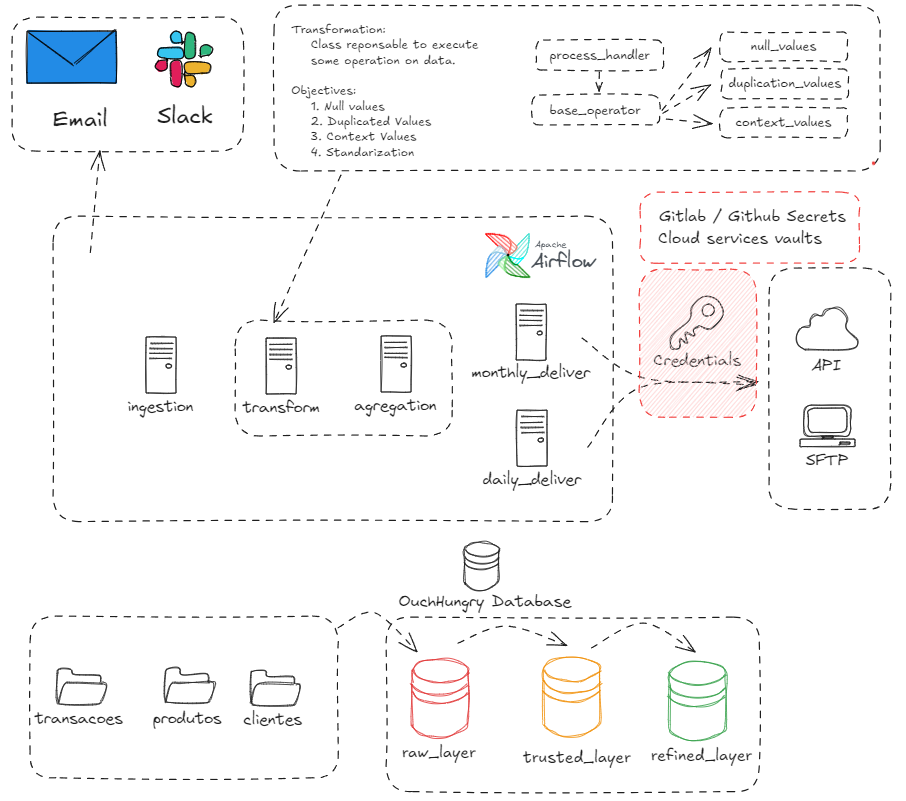 Email
Slack
Transformation:
Class reponsable to execute
some operation on data.
Objectives:
1. Null values
2. Duplicated Values
3. Context Values
4. Standarization
process_handler
base_operator
null_values
duplication_values
context_values
Gitlab / Github Secrets
Cloud services vaults
Apache
Airflow
ingestion
transform
agregation
monthly_deliver
daily_deliver
Credentials
API
SFTP
OuchHungry Database
transacoes
produtos
clientes
raw_layer
trusted_layer
refined_layer